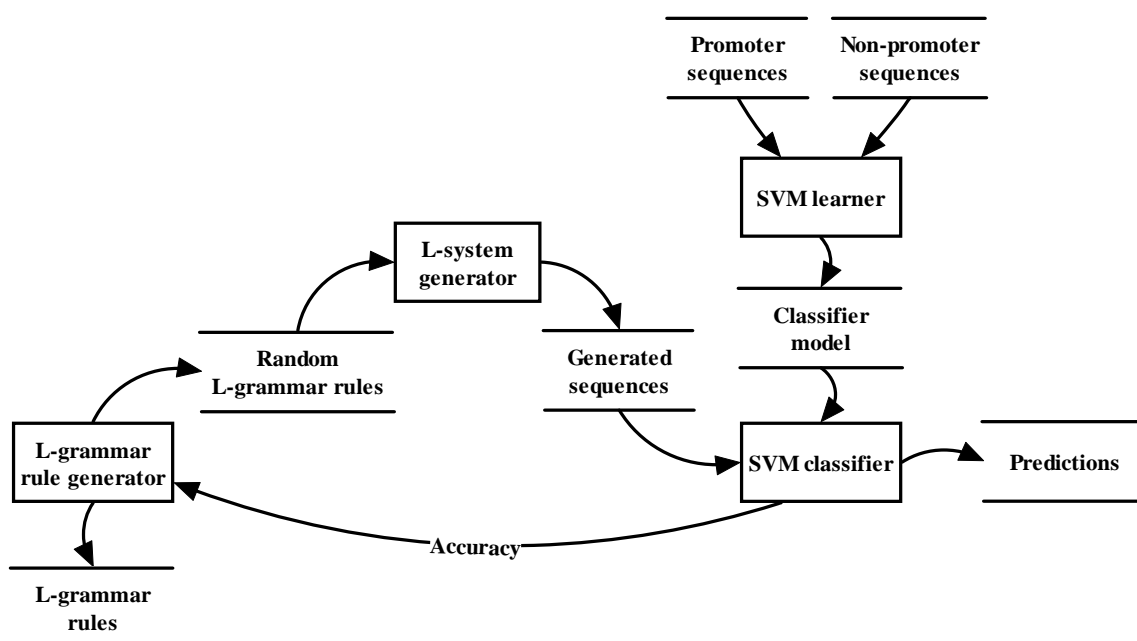 Promoter
sequences
Non-promoter
sequences
SVM learner
L-system
generator
Classifier
model
Random
L-grammar rules
Generated
sequences
L-grammar
rule generator
SVM classifier
Predictions
Accuracy
L-grammar
rules